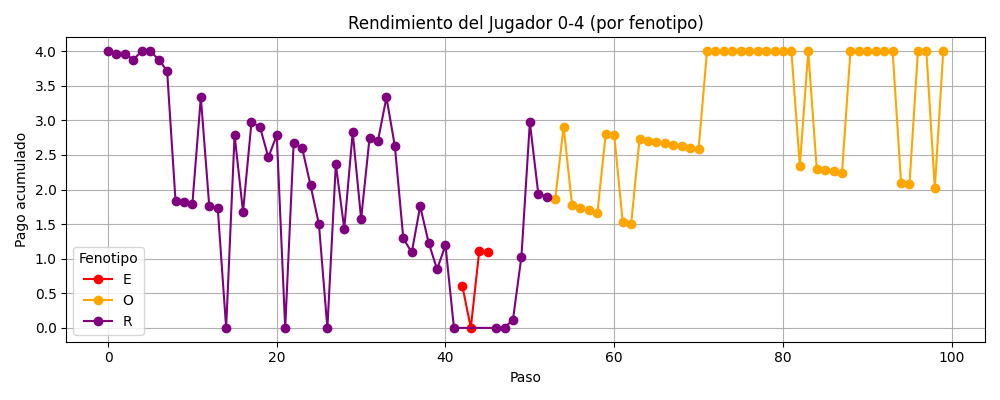 Rendimiento del Jugador 0-4 (por fenotipo)
Pago acumulado
4.0
3.5
3.0
2.5
2.0
1.5
1.0
0.5
0.0
Fenotipo
E
O
R
0 20 40 60 80 100
Paso